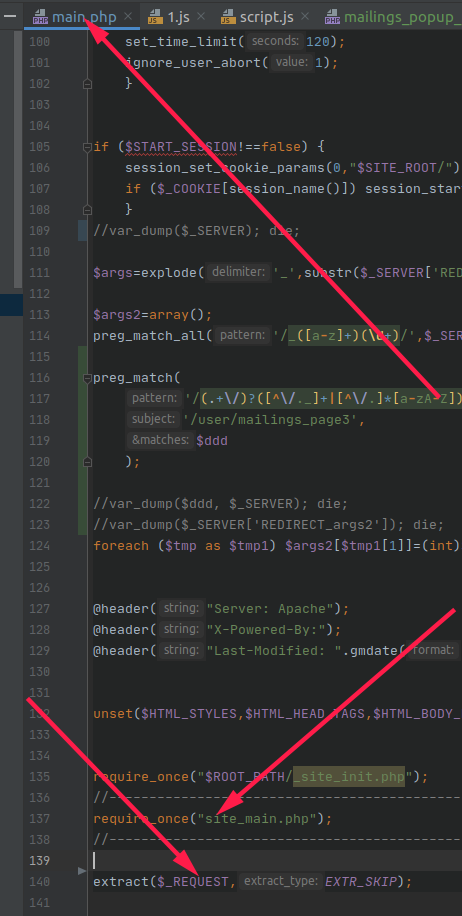 main.php × 1.js × script.js × mailings_popup_
100 set_time_limit( seconds: 120);
101 ignore_user_abort( value: 1);
102 }
103
104
105 if ($START_SESSION!==false) {
106 session_set_cookie_params(0,"$SITE_ROOT/")
107 if ($_COOKIE[session_name()]) session_star
108 }
109 //var_dump($_SERVER); die;
110
111 $args=explode( delimiter: '_',substr($_SERVER['RED
112
113 $args2=array();
114 preg_match_all( pattern: '/_([a-z]+)(\d+)/',$_SER
115
116 preg_match(
117 pattern: '/(.+\/)?([^\/._]+|[^\/.]*[a-zA-Z])
118 subject: '/user/mailings_page3',
119 &matches: $ddd
120 );
121
122 //var_dump($ddd, $_SERVER); die;
123 //var_dump($_SERVER['REDIRECT_args2']); die;
124 foreach ($tmp as $tmp1) $args2[$tmp1[1]]=(int)
125
126
127 @header( string: "Server: Apache");
128 @header( string: "X-Powered-By:");
129 @header( string: "Last-Modified: ".gmdate( format:
130
131
132 unset($HTML_STYLES,$HTML_HEAD_TAGS,$HTML_BODY_
133
134
135 require_once("$ROOT_PATH/_site_init.php");
136 //----------------------------------------------
137 require_once("site_main.php");
138 //----------------------------------------------
139
140 extract($_REQUEST, extract_type: EXTR_SKIP);
141